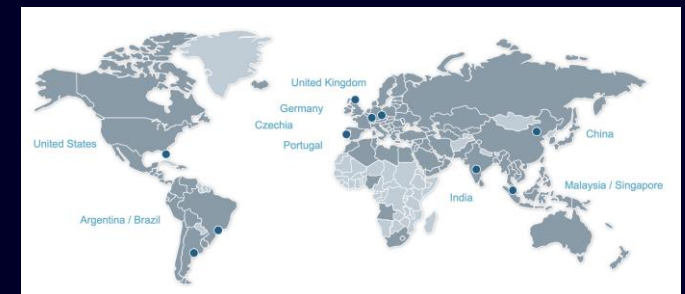 United Kingdom
Germany
Czechia
United States
Portugal
China
India
Malaysia / Singapore
Argentina / Brazil